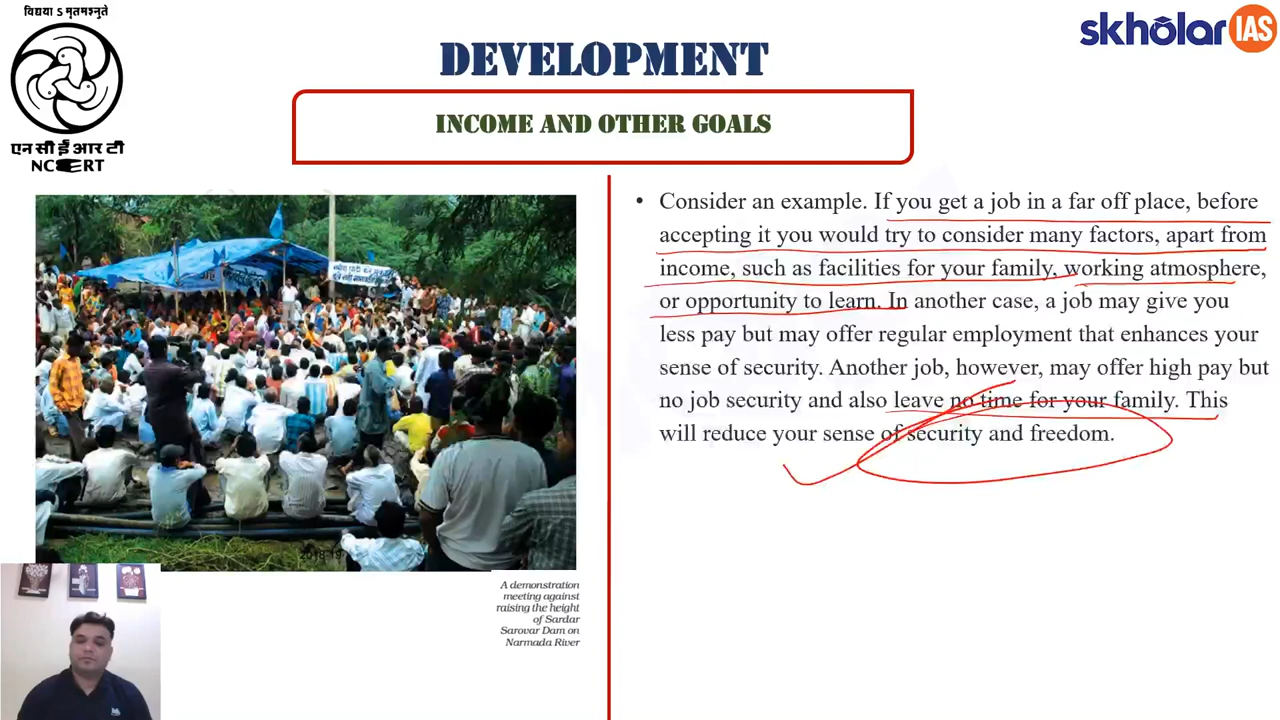 विद्यया ऽ मृतमश्नुते
एन सी ई आर टी
NCERT
skholar IAS
DEVELOPMENT
INCOME AND OTHER GOALS
2018-19
A demonstration
meeting against
raising the height
of Sardar
Sarovar Dam on
Narmada River
• Consider an example. If you get a job in a far off place, before
accepting it you would try to consider many factors, apart from
income, such as facilities for your family, working atmosphere,
or opportunity to learn. In another case, a job may give you
less pay but may offer regular employment that enhances your
sense of security. Another job, however, may offer high pay but
no job security and also leave no time for your family. This
will reduce your sense of security and freedom.